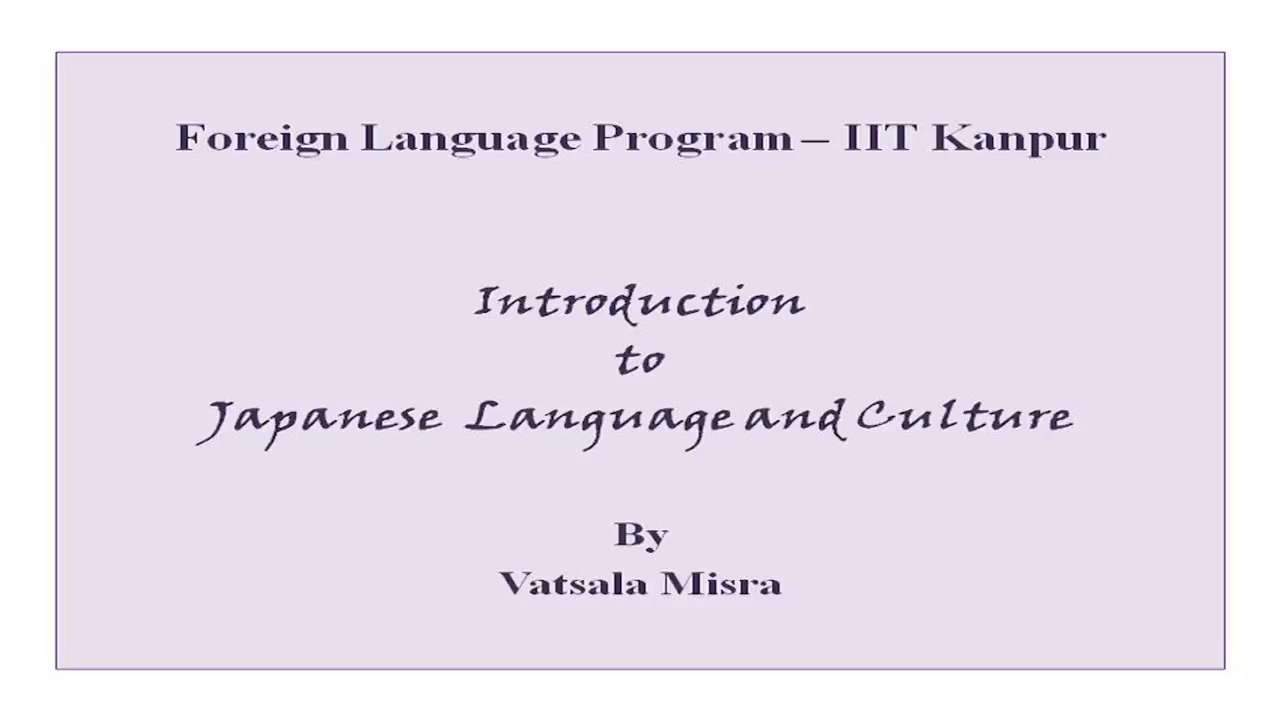 Foreign Language Program – IIT Kanpur
Introduction
to
Japanese Language and Culture
By
Vatsala Misra